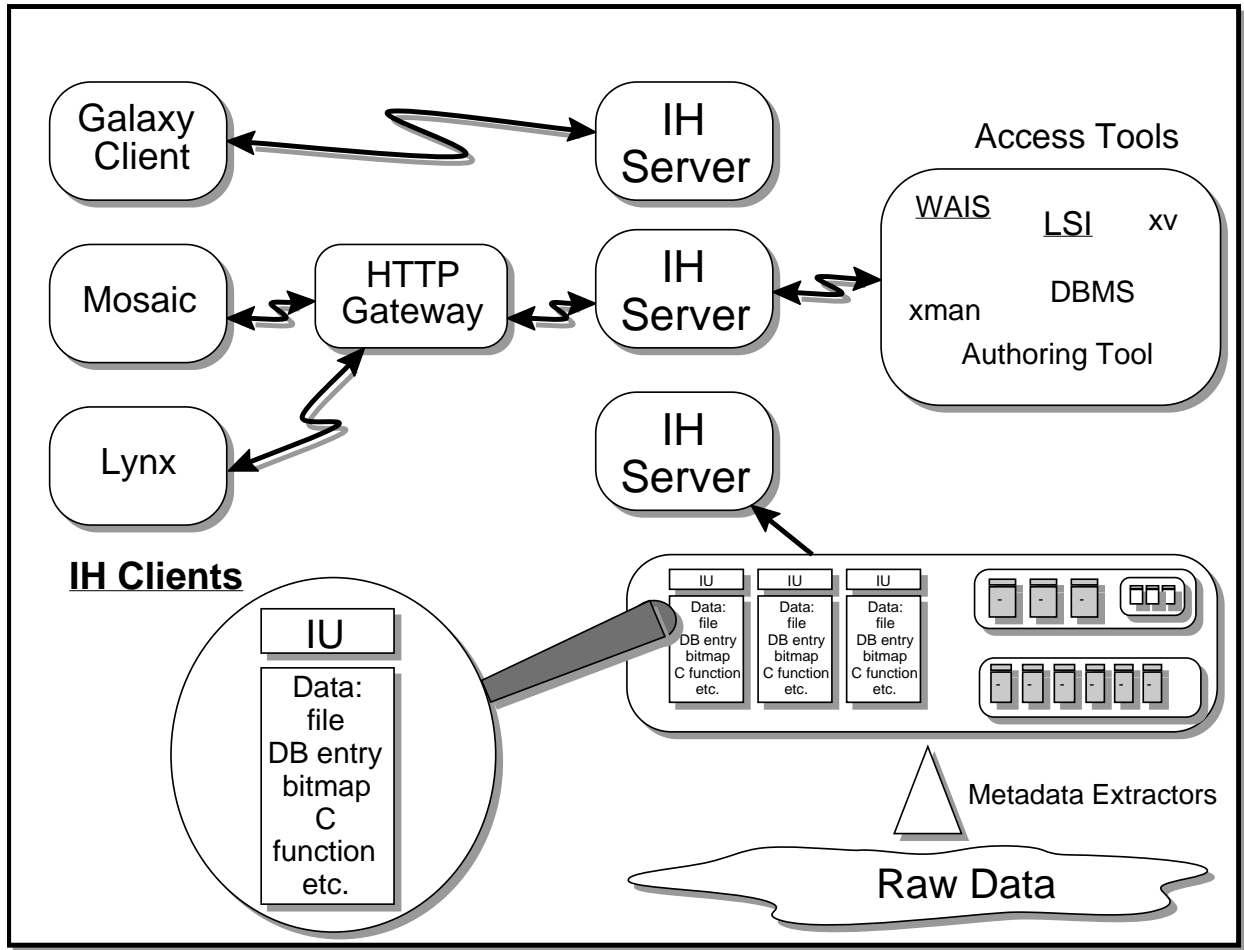 Galaxy
Client
IH
Server
Access Tools
WAIS
LSI
xv
Mosaic
HTTP
Gateway
IH
Server
DBMS
xman
Authoring Tool
Lynx
IH
Server
IH Clients
IU
Data:
file
DB entry
bitmap
C
function
etc.
IU
Data:
file
DB entry
bitmap
C function
etc.
IU
Data:
file
DB entry
bitmap
C function
etc.
IU
Data:
file
DB entry
bitmap
C function
etc.
Metadata Extractors
Raw Data